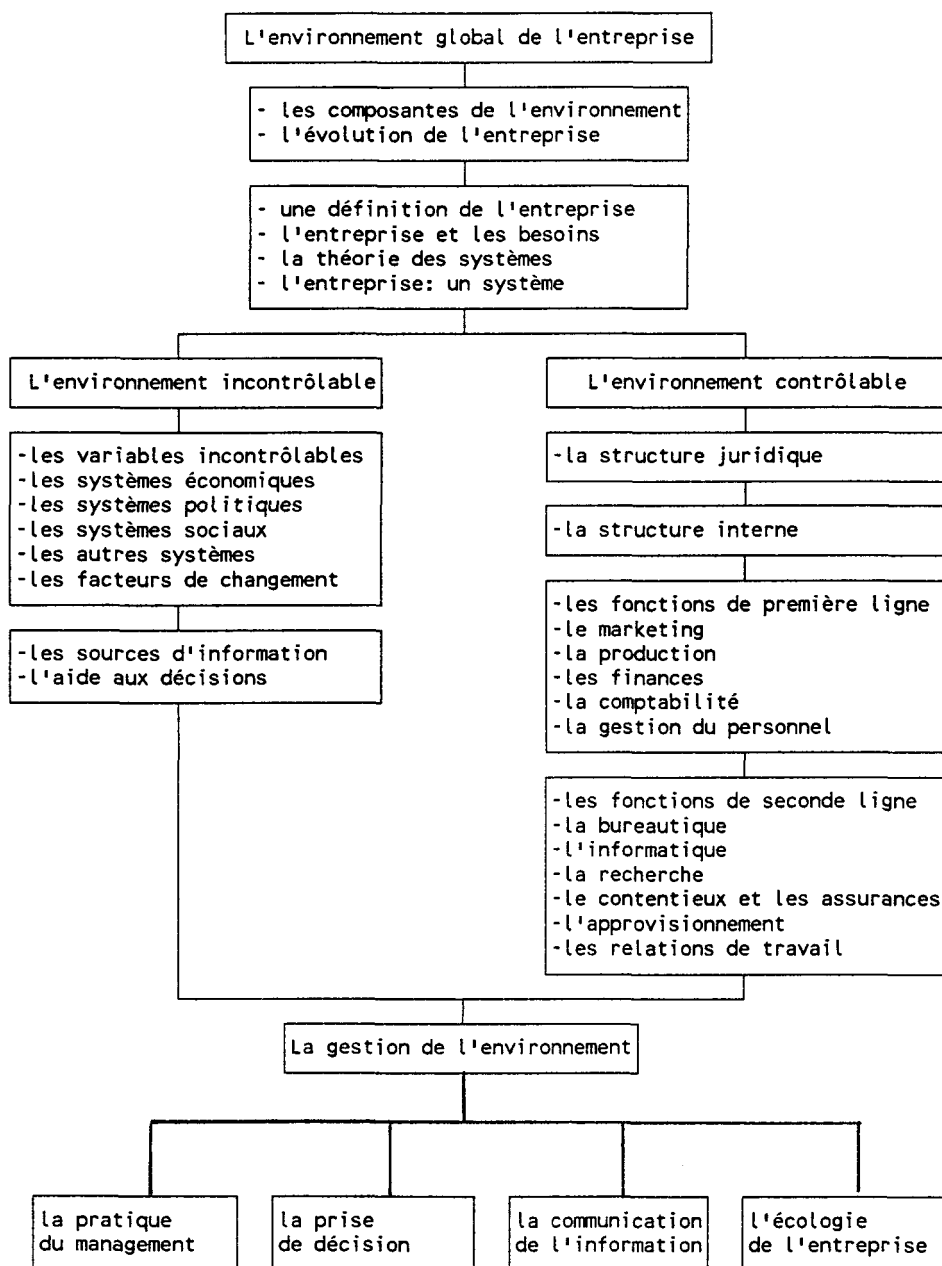 L'environnement global de l'entreprise
- les composantes de l'environnement
- l'évolution de l'entreprise
- une définition de l'entreprise
- l'entreprise et les besoins
- la théorie des systèmes
- l'entreprise: un système
L'environnement incontrôlable
-les variables incontrôlables
-les systèmes économiques
-les systèmes politiques
-les systèmes sociaux
-les autres systèmes
-les facteurs de changement
-les sources d'information
-l'aide aux décisions
L'environnement contrôlable
-la structure juridique
-la structure interne
-les fonctions de première ligne
-le marketing
-la production
-les finances
-la comptabilité
-la gestion du personnel
-les fonctions de seconde ligne
-la bureautique
-l'informatique
-la recherche
-le contentieux et les assurances
-l'approvisionnement
-les relations de travail
La gestion de l'environnement
la pratique
du management
la prise
de décision
la communication
de l'information
l'écologie
de l'entreprise